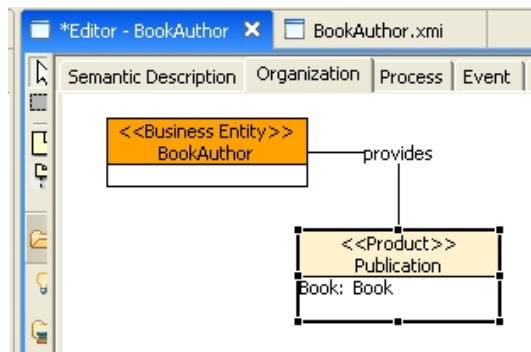 *Editor - BookAuthor BookAuthor.xmi
Semantic Description Organization Process Event
<<Business Entity>>
BookAuthor
provides
<<Product>>
Publication
Book: Book